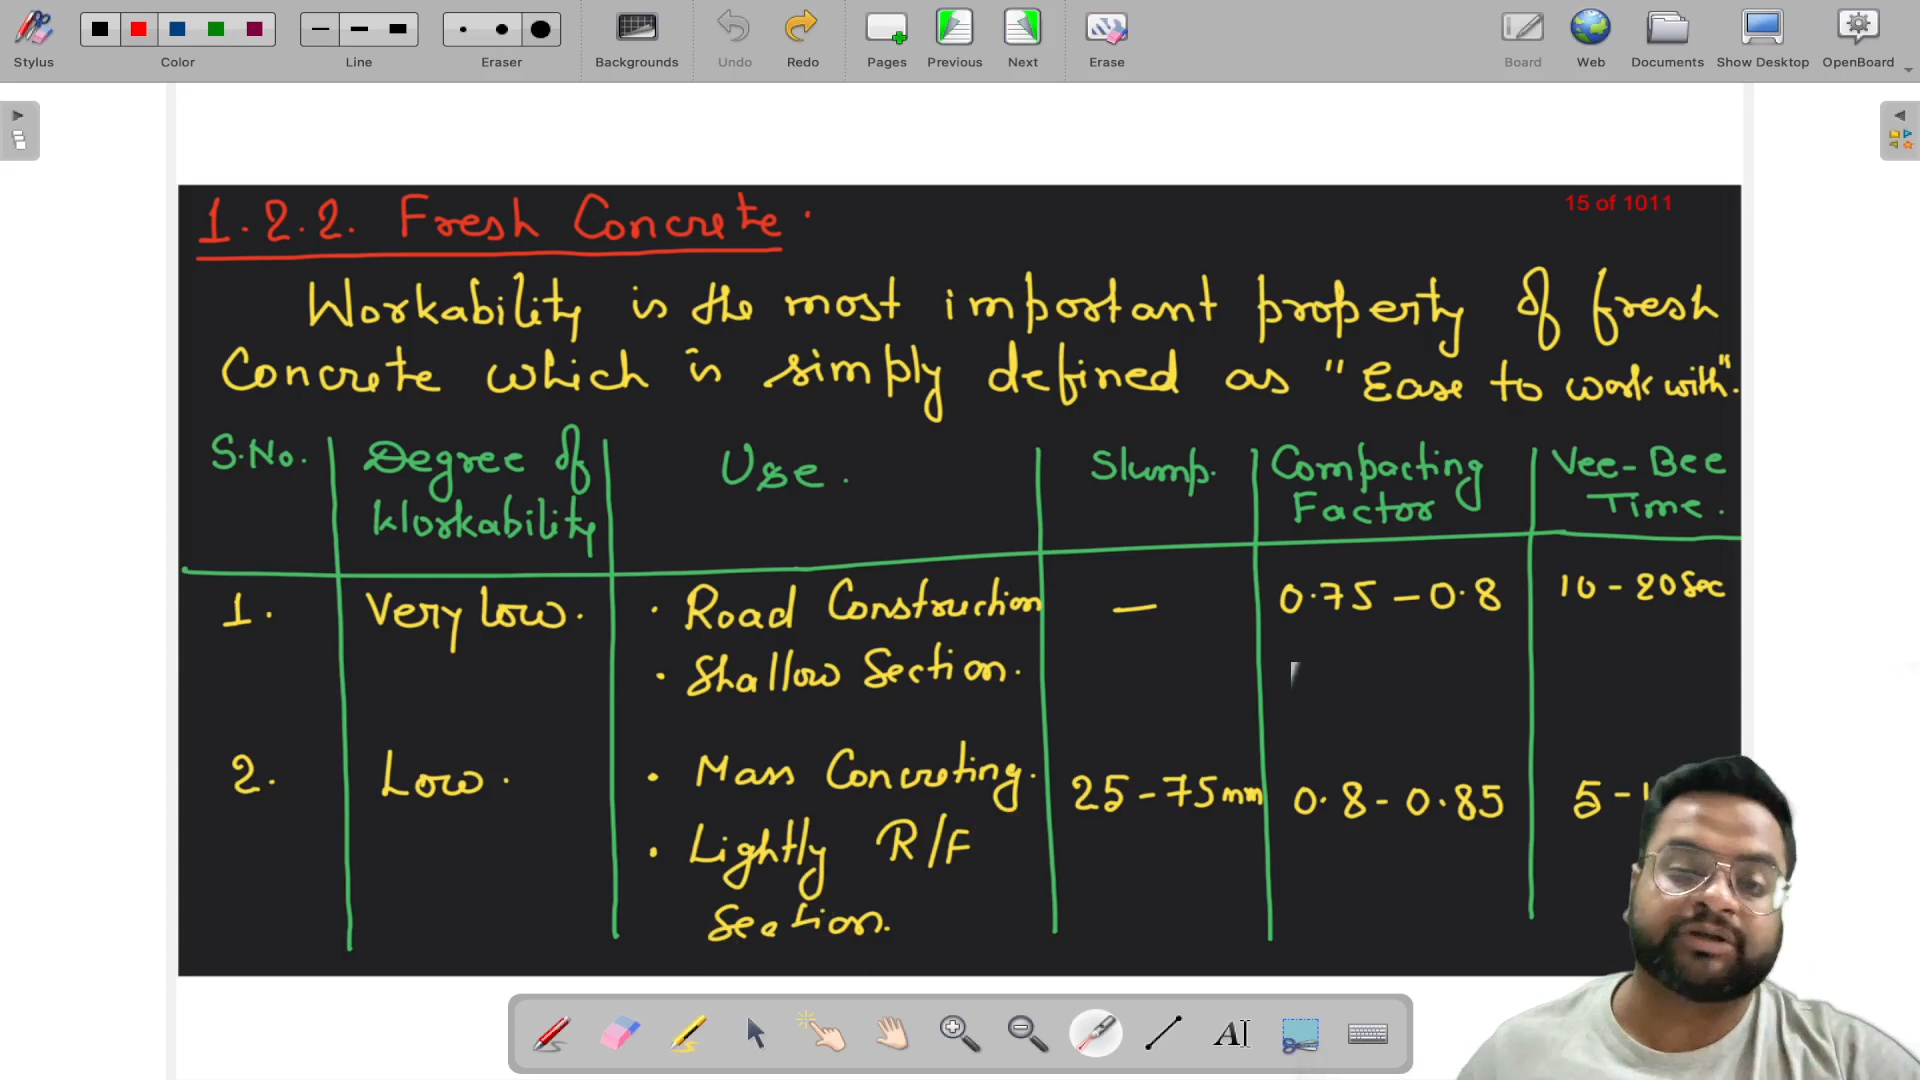 Stylus
Color
Line
Eraser
Backgrounds
Undo
Redo
Pages
Previous
Next
Erase
Board
Web
Documents
Show Desktop
OpenBoard
15 of 1011
1.2.2. Fresh Concrete.
Workability is the most important property of fresh
Concrete which is simply defined as "Ease to work with".
S.No. Degree of Workability Use. Slump. Compacting Factor Vee-Bee Time.
1. Very low. • Road Construction — 0.75 - 0.8 10 - 20 Sec
• Shallow Section.
2. Low. • Mass Concreting. 25 - 75mm 0.8 - 0.85 5 -
• Lightly R/F
Section.
AI